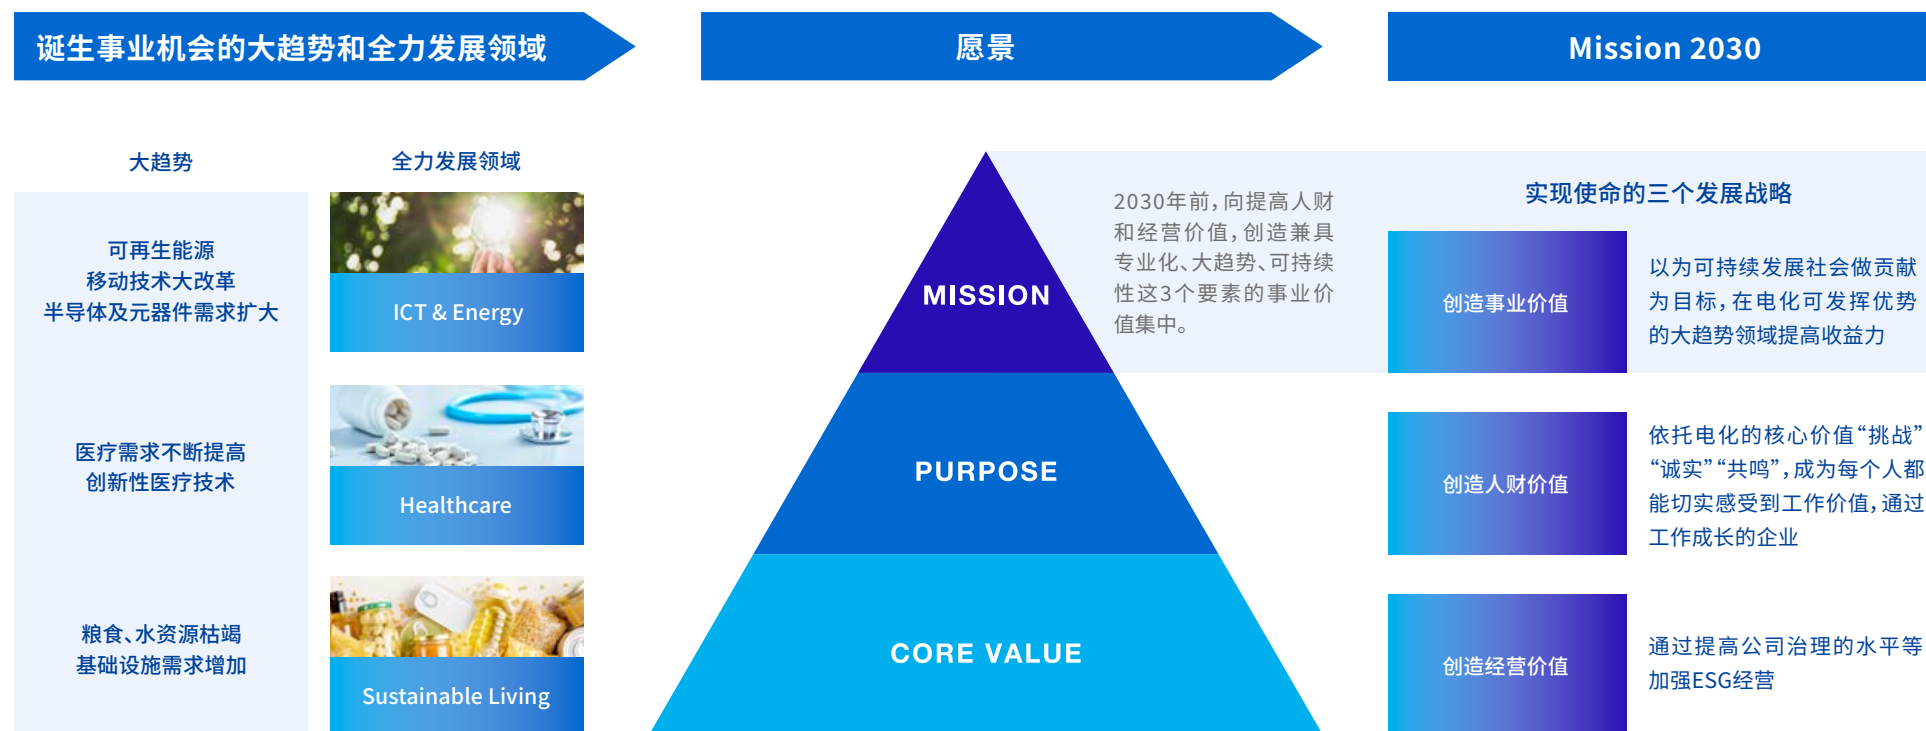 诞生事业机会的大趋势和全力发展领域
愿景
Mission 2030
大趋势
全力发展领域
可再生能源
移动技术大改革
半导体及元器件需求扩大
ICT & Energy
医疗需求不断提高
创新性医疗技术
Healthcare
粮食、水资源枯竭
基础设施需求增加
Sustainable Living
MISSION
PURPOSE
CORE VALUE
2030年前，向提高人财
和经营价值，创造兼具
专业化、大趋势、可持续
性这3个要素的事业价
值集中。
实现使命的三个发展战略
创造事业价值
以为可持续发展社会做贡献
为目标，在电化可发挥优势
的大趋势领域提高收益力
创造人财价值
依托电化的核心价值“挑战”
“诚实”“共鸣”，成为每个人都
能切实感受到工作价值，通过
工作成长的企业
创造经营价值
通过提高公司治理的水平等
加强ESG经营